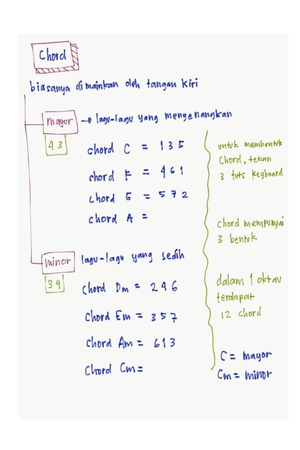 Chord
biasanya dimainkan oleh tangan kiri
mayor → lagu-lagu yang menyenangkan
4 3
chord C = 1 3 5
chord F = 4 6 1
chord G = 5 7 2
chord A =
minor lagu-lagu yang sedih
3 4
Chord Dm = 2 4 6
Chord Em = 3 5 7
Chord Am = 6 1 3
Chord Cm =
untuk membentuk
Chord, tekan
3 tuts keyboard
chord mempunyai
3 bentuk
dalam 1 oktav
terdapat
12 chord
C = mayor
Cm = minor